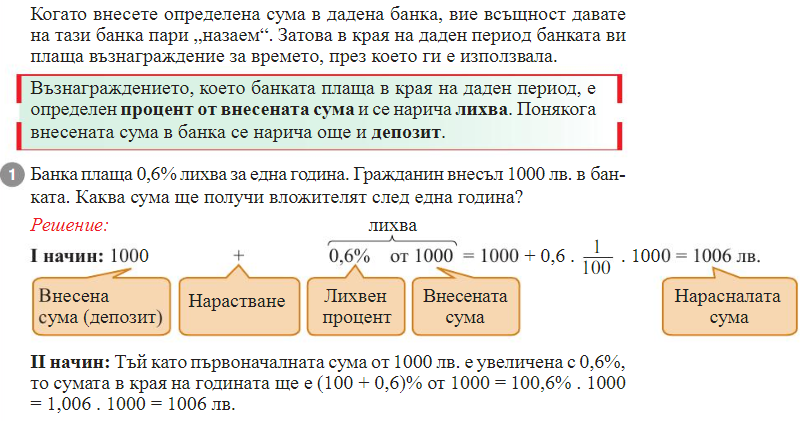 Когато внесете определена сума в дадена банка, вие всъщност давате
на тази банка пари „назаем“. Затова в края на даден период банката ви
плаща възнаграждение за времето, през което ги е използвала.
Възнаграждението, което банката плаща в края на даден период, е
определен процент от внесената сума и се нарича лихва. Понякога
внесената сума в банка се нарича още и депозит.
1 Банка плаща 0,6% лихва за една година. Гражданин внесъл 1000 лв. в бан-
ката. Каква сума ще получи вложителят след една година?
Решение:
лихва
I начин: 1000 + 0,6% от 1000 = 1000 + 0,6 . 1/100 . 1000 = 1006 лв.
Внесена
сума (депозит)
Нарастване
Лихвен
процент
Внесената
сума
Нарасналата
сума
II начин: Тъй като първоначалната сума от 1000 лв. е увеличена с 0,6%,
то сумата в края на годината ще е (100 + 0,6)% от 1000 = 100,6% . 1000
= 1,006 . 1000 = 1006 лв.